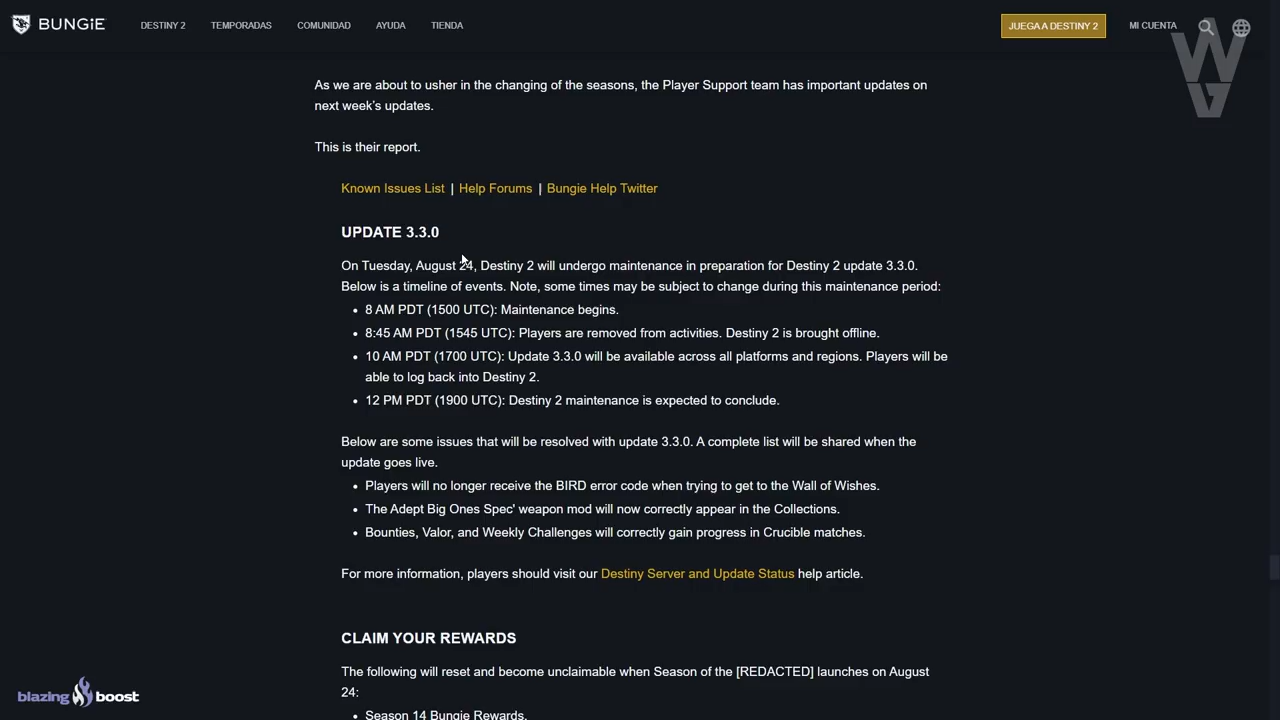 BUNGiE DESTINY 2 TEMPORADAS COMUNIDAD AYUDA TIENDA JUEGA A DESTINY 2 MI CUENTA
As we are about to usher in the changing of the seasons, the Player Support team has important updates on
next week's updates.
This is their report.
Known Issues List | Help Forums | Bungie Help Twitter
UPDATE 3.3.0
On Tuesday, August 24, Destiny 2 will undergo maintenance in preparation for Destiny 2 update 3.3.0.
Below is a timeline of events. Note, some times may be subject to change during this maintenance period:
• 8 AM PDT (1500 UTC): Maintenance begins.
• 8:45 AM PDT (1545 UTC): Players are removed from activities. Destiny 2 is brought offline.
• 10 AM PDT (1700 UTC): Update 3.3.0 will be available across all platforms and regions. Players will be
able to log back into Destiny 2.
• 12 PM PDT (1900 UTC): Destiny 2 maintenance is expected to conclude.
Below are some issues that will be resolved with update 3.3.0. A complete list will be shared when the
update goes live.
• Players will no longer receive the BIRD error code when trying to get to the Wall of Wishes.
• The Adept Big Ones Spec' weapon mod will now correctly appear in the Collections.
• Bounties, Valor, and Weekly Challenges will correctly gain progress in Crucible matches.
For more information, players should visit our Destiny Server and Update Status help article.
CLAIM YOUR REWARDS
The following will reset and become unclaimable when Season of the [REDACTED] launches on August
24:
• Season 14 Bungie Rewards.
blazing boost